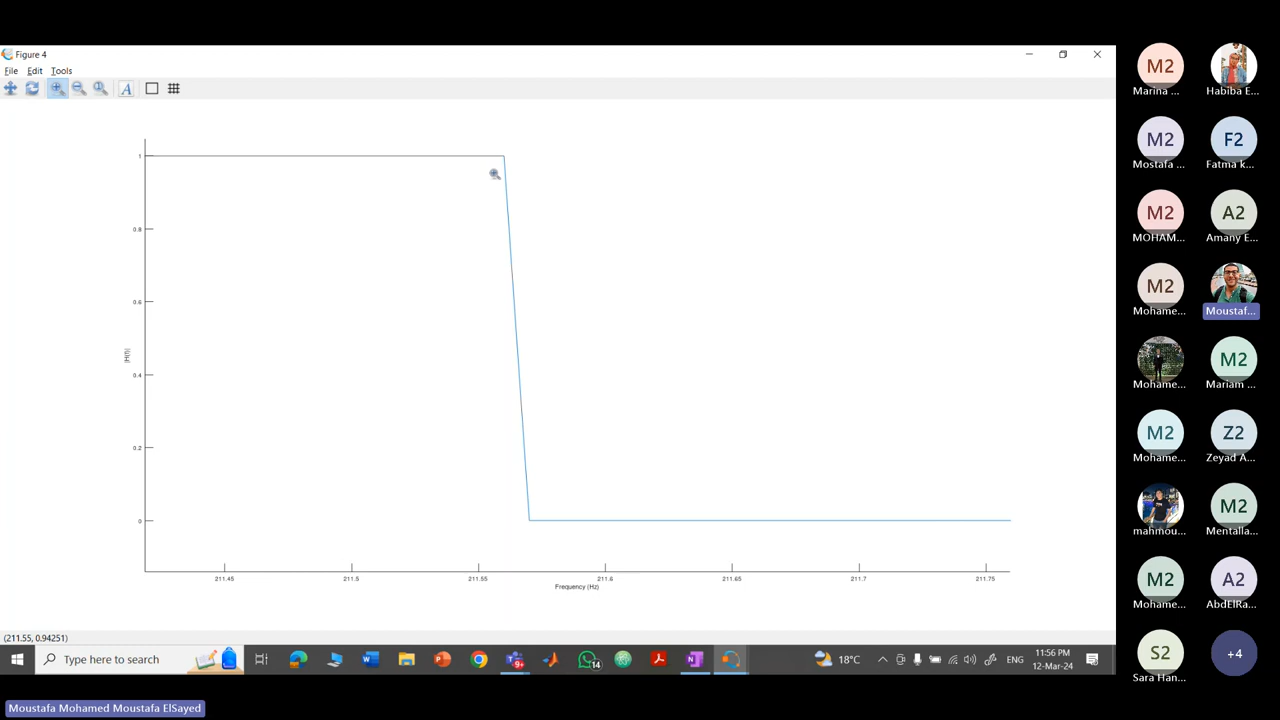 Figure 4
File Edit Tools
A
1
0.8
0.6
0.4
0.2
0
|H(f)|
211.45 211.5 211.55 211.6 211.65 211.7 211.75
Frequency (Hz)
(211.55, 0.94251)
Type here to search
9+
14
18°C
ENG
11:56 PM
12-Mar-24
M2
Marina ...
Habiba E...
M2
Mostafa ...
F2
Fatma k...
M2
MOHAM...
A2
Amany E...
M2
Mohame...
Moustaf...
Mohame...
M2
Mariam ...
M2
Mohame...
Z2
Zeyad A...
mahmou...
M2
Mentalla...
M2
Mohame...
A2
AbdElRa...
S2
Sara Han...
+4
Moustafa Mohamed Moustafa ElSayed